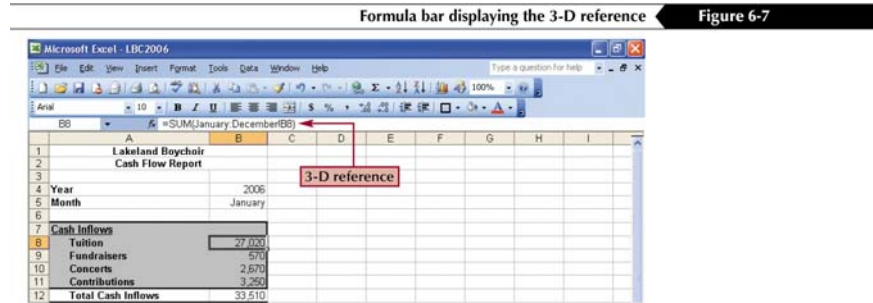 Formula bar displaying the 3-D reference Figure 6-7
Microsoft Excel - LBC2006
File Edit View Insert Format Tools Data Window Help Type a question for help
100%
Arial 10 B I U $ % , A
B8 fx =SUM(January:December!B8)
A B C D E F G H I
1 Lakeland Boychoir
2 Cash Flow Report
3 3-D reference
4 Year 2006
5 Month January
6
7 Cash Inflows
8 Tuition 27,020
9 Fundraisers 570
10 Concerts 2,670
11 Contributions 3,250
12 Total Cash Inflows 33,510